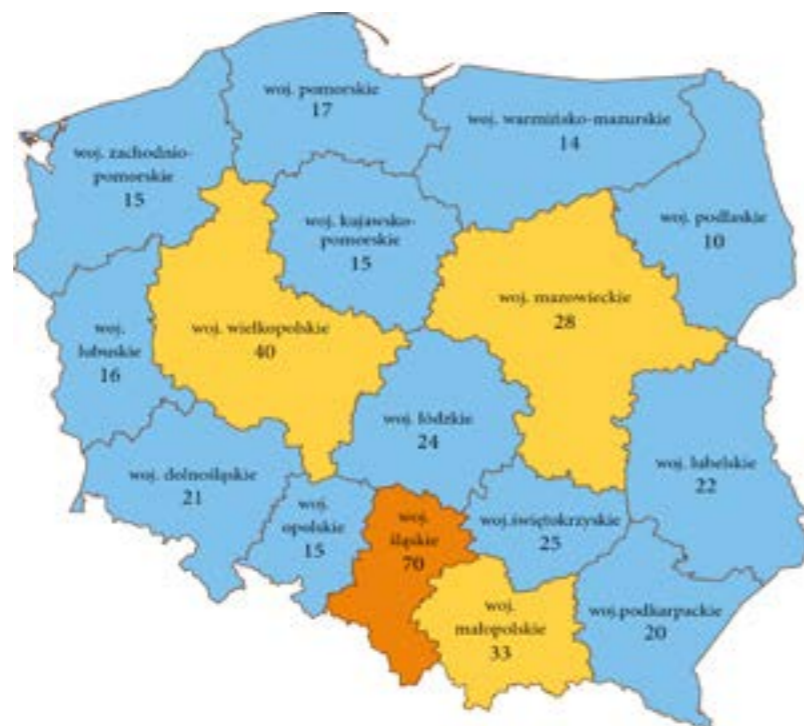 woj. pomorskie
17
woj. warmińsko-mazurskie
14
woj. zachodnio-
pomorskie
15
woj. kujawsko-
pomorskie
15
woj. podlaskie
10
woj. mazowieckie
28
woj. wielkopolskie
40
woj.
lubuskie
16
woj. łódzkie
24
woj. dolnośląskie
21
woj. lubelskie
22
woj.
opolskie
15
woj.
śląskie
70
woj.świętokrzyskie
25
woj.
małopolskie
33
woj.podkarpackie
20